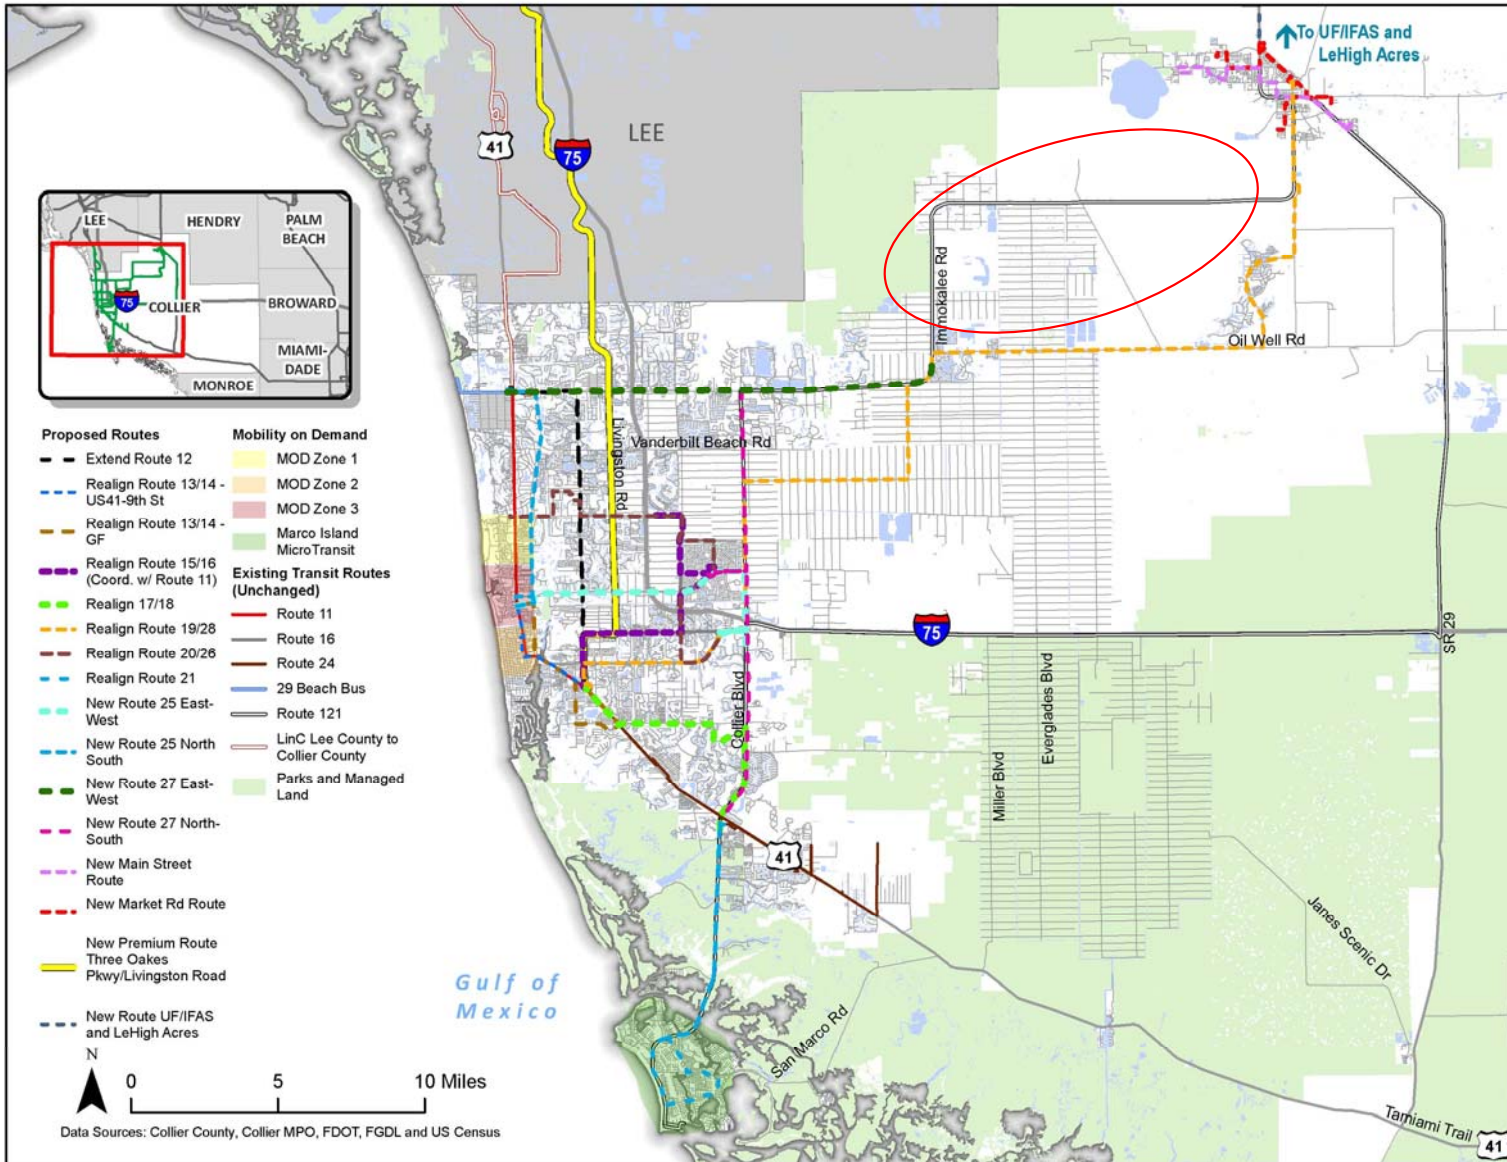 To UF/IFAS and
LeHigh Acres
41
75
LEE
LEE
HENDRY
PALM
BEACH
75
COLLIER
BROWARD
MIAMI-
DADE
MONROE
Immokalee Rd
Oil Well Rd
Livingston Rd
Vanderbilt Beach Rd
75
SR 29
Collier Blvd
Everglades Blvd
Miller Blvd
41
Janes Scenic Dr
San Marco Rd
Tamiami Trail
41
Gulf of
Mexico
Proposed Routes
Extend Route 12
Realign Route 13/14 -
US41-9th St
Realign Route 13/14 -
GF
Realign Route 15/16
(Coord. w/ Route 11)
Realign 17/18
Realign Route 19/28
Realign Route 20/26
Realign Route 21
New Route 25 East-
West
New Route 25 North
South
New Route 27 East-
West
New Route 27 North-
South
New Main Street
Route
New Market Rd Route
New Premium Route
Three Oakes
Pkwy/Livingston Road
New Route UF/IFAS
and LeHigh Acres
Mobility on Demand
MOD Zone 1
MOD Zone 2
MOD Zone 3
Marco Island
MicroTransit
Existing Transit Routes
(Unchanged)
Route 11
Route 16
Route 24
29 Beach Bus
Route 121
LinC Lee County to
Collier County
Parks and Managed
Land
N
0 5 10 Miles
Data Sources: Collier County, Collier MPO, FDOT, FGDL and US Census